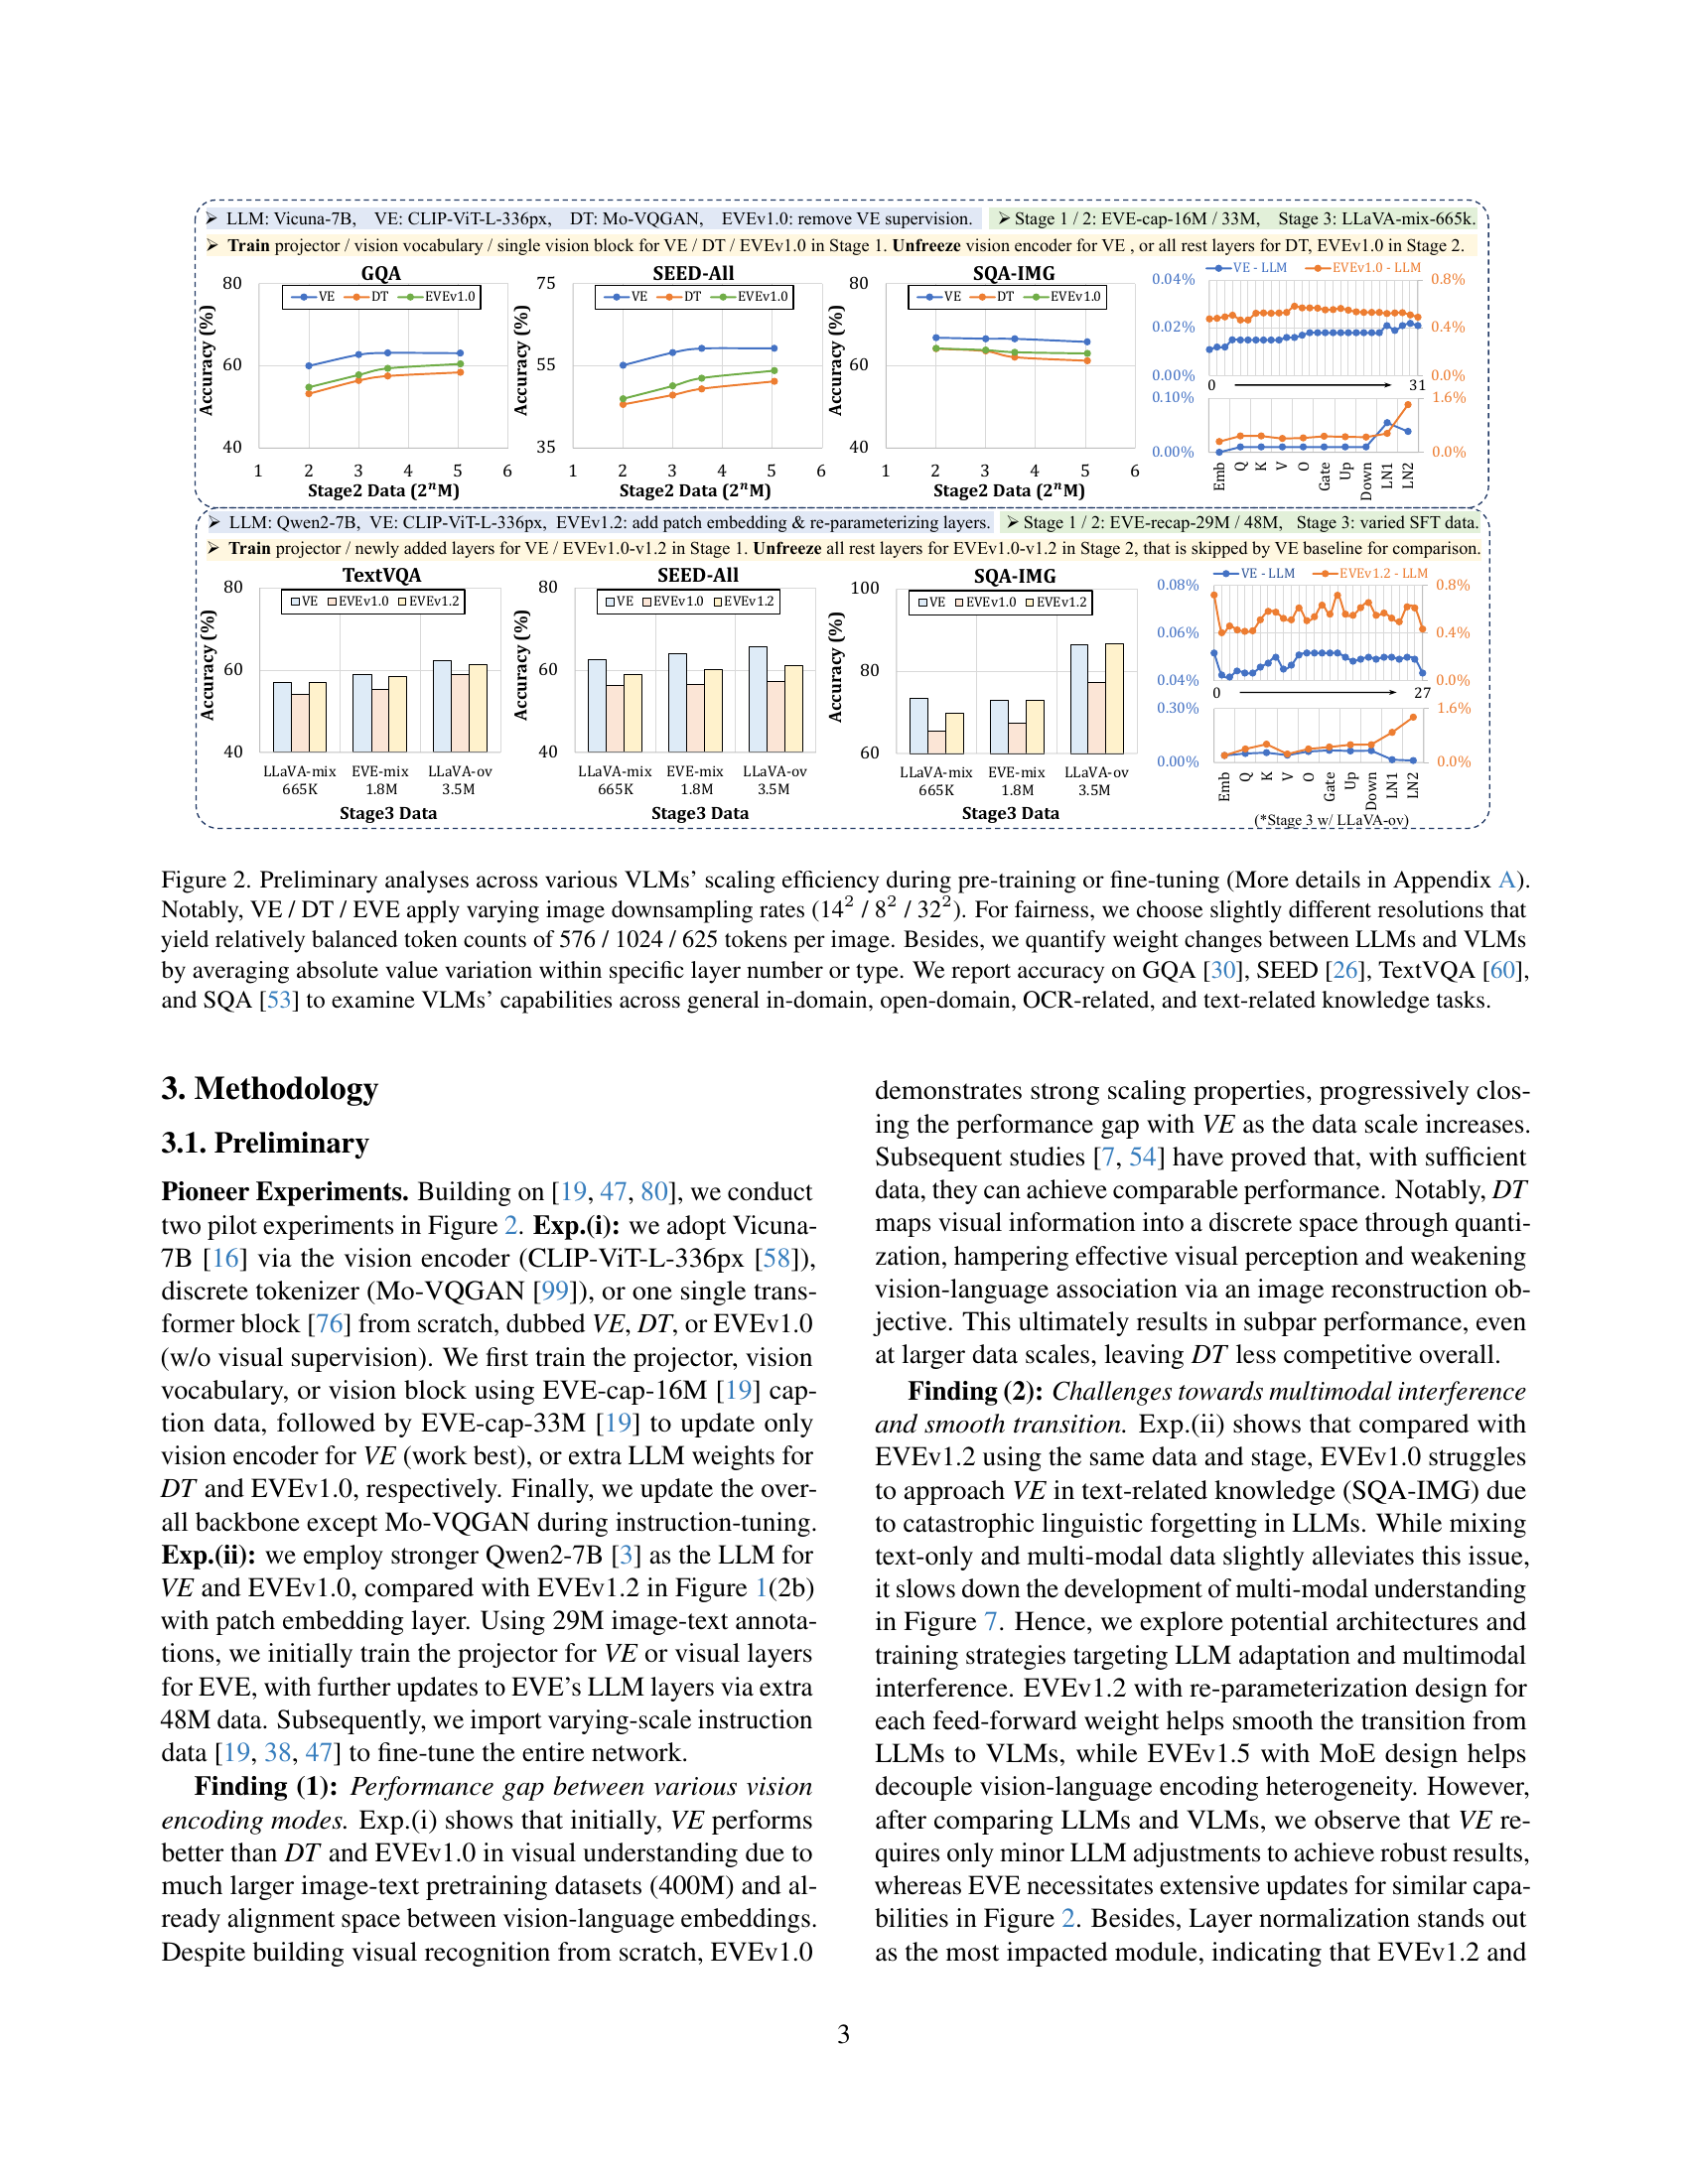 ➢ LLM: Vicuna-7B, VE: CLIP-ViT-L-336px, DT: Mo-VQGAN, EVEv1.0: remove VE supervision. ➢ Stage 1 / 2: EVE-cap-16M / 33M, Stage 3: LLaVA-mix-665k.
➢ Train projector / vision vocabulary / single vision block for VE / DT / EVEv1.0 in Stage 1. Unfreeze vision encoder for VE , or all rest layers for DT, EVEv1.0 in Stage 2.
GQA
VE DT EVEv1.0
80
60
40
Accuracy (%)
1 2 3 4 5 6
Stage2 Data (2ⁿM)
SEED-All
VE DT EVEv1.0
75
55
35
Accuracy (%)
1 2 3 4 5 6
Stage2 Data (2ⁿM)
SQA-IMG
VE DT EVEv1.0
80
60
40
Accuracy (%)
1 2 3 4 5 6
Stage2 Data (2ⁿM)
VE - LLM EVEv1.0 - LLM
0.04% 0.8%
0.02% 0.4%
0.00% 0.0%
0 31
0.10% 1.6%
0.00% 0.0%
Emb Q K V O Gate Up Down LN1 LN2
➢ LLM: Qwen2-7B, VE: CLIP-ViT-L-336px, EVEv1.2: add patch embedding & re-parameterizing layers. ➢ Stage 1 / 2: EVE-recap-29M / 48M, Stage 3: varied SFT data.
➢ Train projector / newly added layers for VE / EVEv1.0-v1.2 in Stage 1. Unfreeze all rest layers for EVEv1.0-v1.2 in Stage 2, that is skipped by VE baseline for comparison.
TextVQA
VE EVEv1.0 EVEv1.2
80
60
40
Accuracy (%)
LLaVA-mix EVE-mix LLaVA-ov
665K 1.8M 3.5M
Stage3 Data
SEED-All
VE EVEv1.0 EVEv1.2
80
60
40
Accuracy (%)
LLaVA-mix EVE-mix LLaVA-ov
665K 1.8M 3.5M
Stage3 Data
SQA-IMG
VE EVEv1.0 EVEv1.2
100
80
60
Accuracy (%)
LLaVA-mix EVE-mix LLaVA-ov
665K 1.8M 3.5M
Stage3 Data
VE - LLM EVEv1.2 - LLM
0.08% 0.8%
0.06% 0.4%
0.04% 0.0%
0 27
0.30% 1.6%
0.00% 0.0%
Emb Q K V O Gate Up Down LN1 LN2
(*Stage 3 w/ LLaVA-ov)
Figure 2. Preliminary analyses across various VLMs’ scaling efficiency during pre-training or fine-tuning (More details in Appendix A).
Notably, VE / DT / EVE apply varying image downsampling rates (14² / 8² / 32²). For fairness, we choose slightly different resolutions that
yield relatively balanced token counts of 576 / 1024 / 625 tokens per image. Besides, we quantify weight changes between LLMs and VLMs
by averaging absolute value variation within specific layer number or type. We report accuracy on GQA [30], SEED [26], TextVQA [60],
and SQA [53] to examine VLMs’ capabilities across general in-domain, open-domain, OCR-related, and text-related knowledge tasks.
3. Methodology
3.1. Preliminary
Pioneer Experiments. Building on [19, 47, 80], we conduct
two pilot experiments in Figure 2. Exp.(i): we adopt Vicuna-
7B [16] via the vision encoder (CLIP-ViT-L-336px [58]),
discrete tokenizer (Mo-VQGAN [99]), or one single trans-
former block [76] from scratch, dubbed VE, DT, or EVEv1.0
(w/o visual supervision). We first train the projector, vision
vocabulary, or vision block using EVE-cap-16M [19] cap-
tion data, followed by EVE-cap-33M [19] to update only
vision encoder for VE (work best), or extra LLM weights for
DT and EVEv1.0, respectively. Finally, we update the over-
all backbone except Mo-VQGAN during instruction-tuning.
Exp.(ii): we employ stronger Qwen2-7B [3] as the LLM for
VE and EVEv1.0, compared with EVEv1.2 in Figure 1(2b)
with patch embedding layer. Using 29M image-text annota-
tions, we initially train the projector for VE or visual layers
for EVE, with further updates to EVE’s LLM layers via extra
48M data. Subsequently, we import varying-scale instruction
data [19, 38, 47] to fine-tune the entire network.
Finding (1): Performance gap between various vision
encoding modes. Exp.(i) shows that initially, VE performs
better than DT and EVEv1.0 in visual understanding due to
much larger image-text pretraining datasets (400M) and al-
ready alignment space between vision-language embeddings.
Despite building visual recognition from scratch, EVEv1.0
demonstrates strong scaling properties, progressively clos-
ing the performance gap with VE as the data scale increases.
Subsequent studies [7, 54] have proved that, with sufficient
data, they can achieve comparable performance. Notably, DT
maps visual information into a discrete space through quanti-
zation, hampering effective visual perception and weakening
vision-language association via an image reconstruction ob-
jective. This ultimately results in subpar performance, even
at larger data scales, leaving DT less competitive overall.
Finding (2): Challenges towards multimodal interference
and smooth transition. Exp.(ii) shows that compared with
EVEv1.2 using the same data and stage, EVEv1.0 struggles
to approach VE in text-related knowledge (SQA-IMG) due
to catastrophic linguistic forgetting in LLMs. While mixing
text-only and multi-modal data slightly alleviates this issue,
it slows down the development of multi-modal understanding
in Figure 7. Hence, we explore potential architectures and
training strategies targeting LLM adaptation and multimodal
interference. EVEv1.2 with re-parameterization design for
each feed-forward weight helps smooth the transition from
LLMs to VLMs, while EVEv1.5 with MoE design helps
decouple vision-language encoding heterogeneity. However,
after comparing LLMs and VLMs, we observe that VE re-
quires only minor LLM adjustments to achieve robust results,
whereas EVE necessitates extensive updates for similar capa-
bilities in Figure 2. Besides, Layer normalization stands out
as the most impacted module, indicating that EVEv1.2 and
3